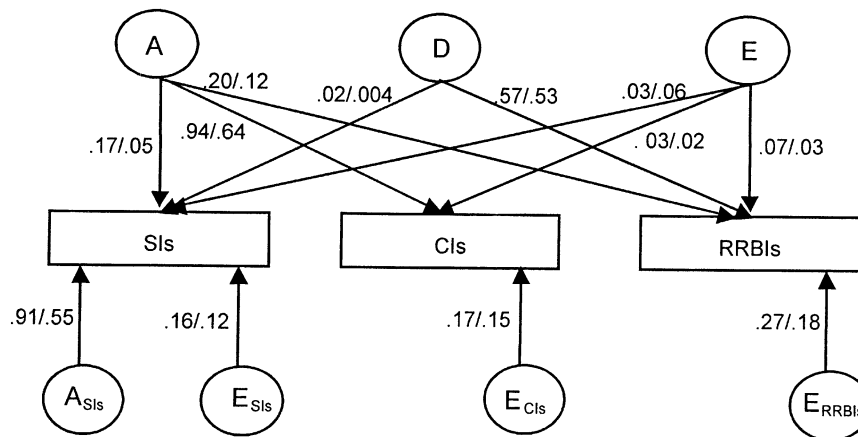 A D E
.20/.12 .02/.004 .57/.53 .03/.06
.17/.05 .94/.64 .03/.02 .07/.03
SIs CIs RRBIs
.91/.55 .16/.12 .17/.15 .27/.18
ASIs ESIs ECIs ERRBIs